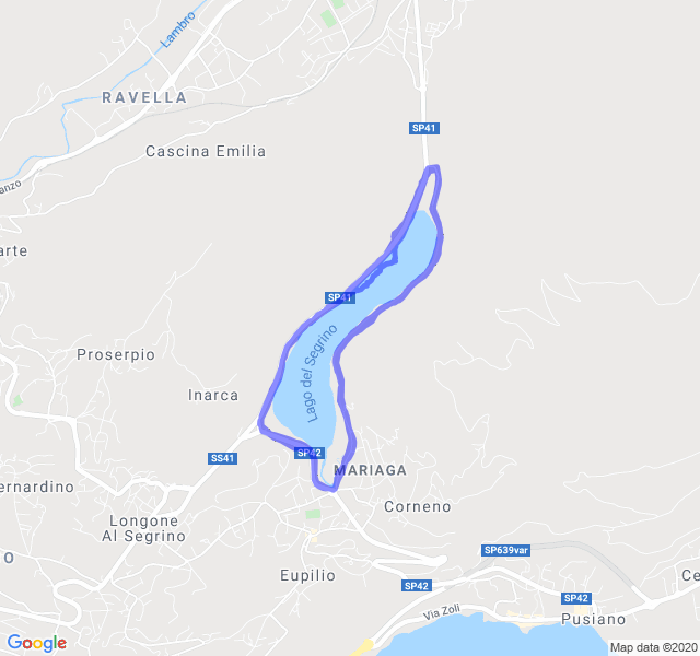 Lambro
RAVELLA
SP41
Cascina Emilia
anzo
arte
SP41
Lago del Segrino
Proserpio
Inarca
SS41
SP42
MARIAGA
ernardino
Corneno
Longone
Al Segrino
O
SP639var
Eupilio
SP42
SP42
Ce
Via Zoli
Pusiano
Google
Map data ©2020